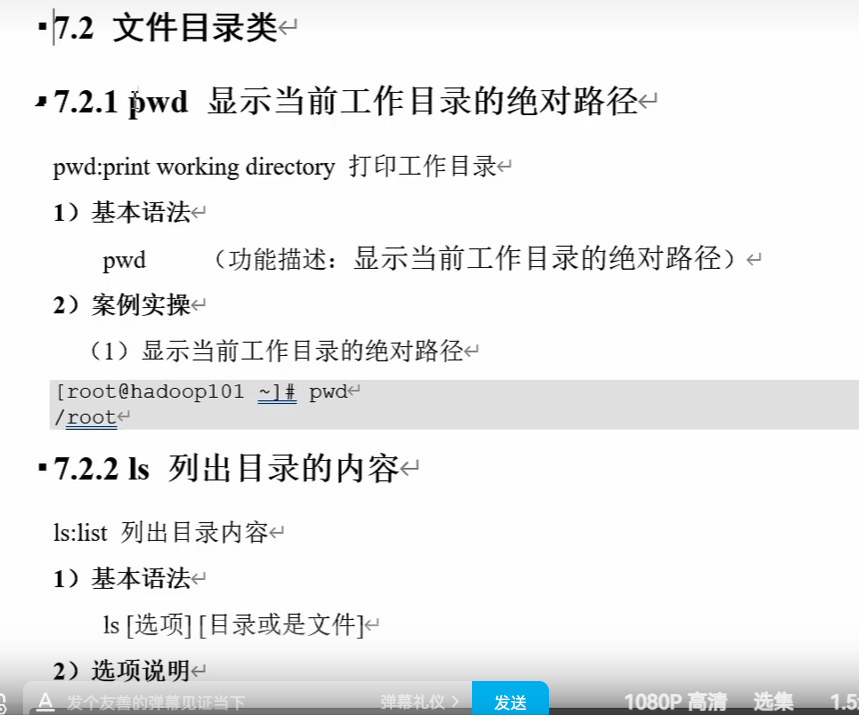 7.2 文件目录类
7.2.1 pwd 显示当前工作目录的绝对路径
pwd:print working directory 打印工作目录
1）基本语法
pwd （功能描述：显示当前工作目录的绝对路径）
2）案例实操
（1）显示当前工作目录的绝对路径
[root@hadoop101 ~]# pwd
/root
7.2.2 ls 列出目录的内容
ls:list 列出目录内容
1）基本语法
ls [选项] [目录或是文件]
2）选项说明
A 发个友善的弹幕见证当下 弹幕礼仪 > 发送 1080P 高清 选集 1.5